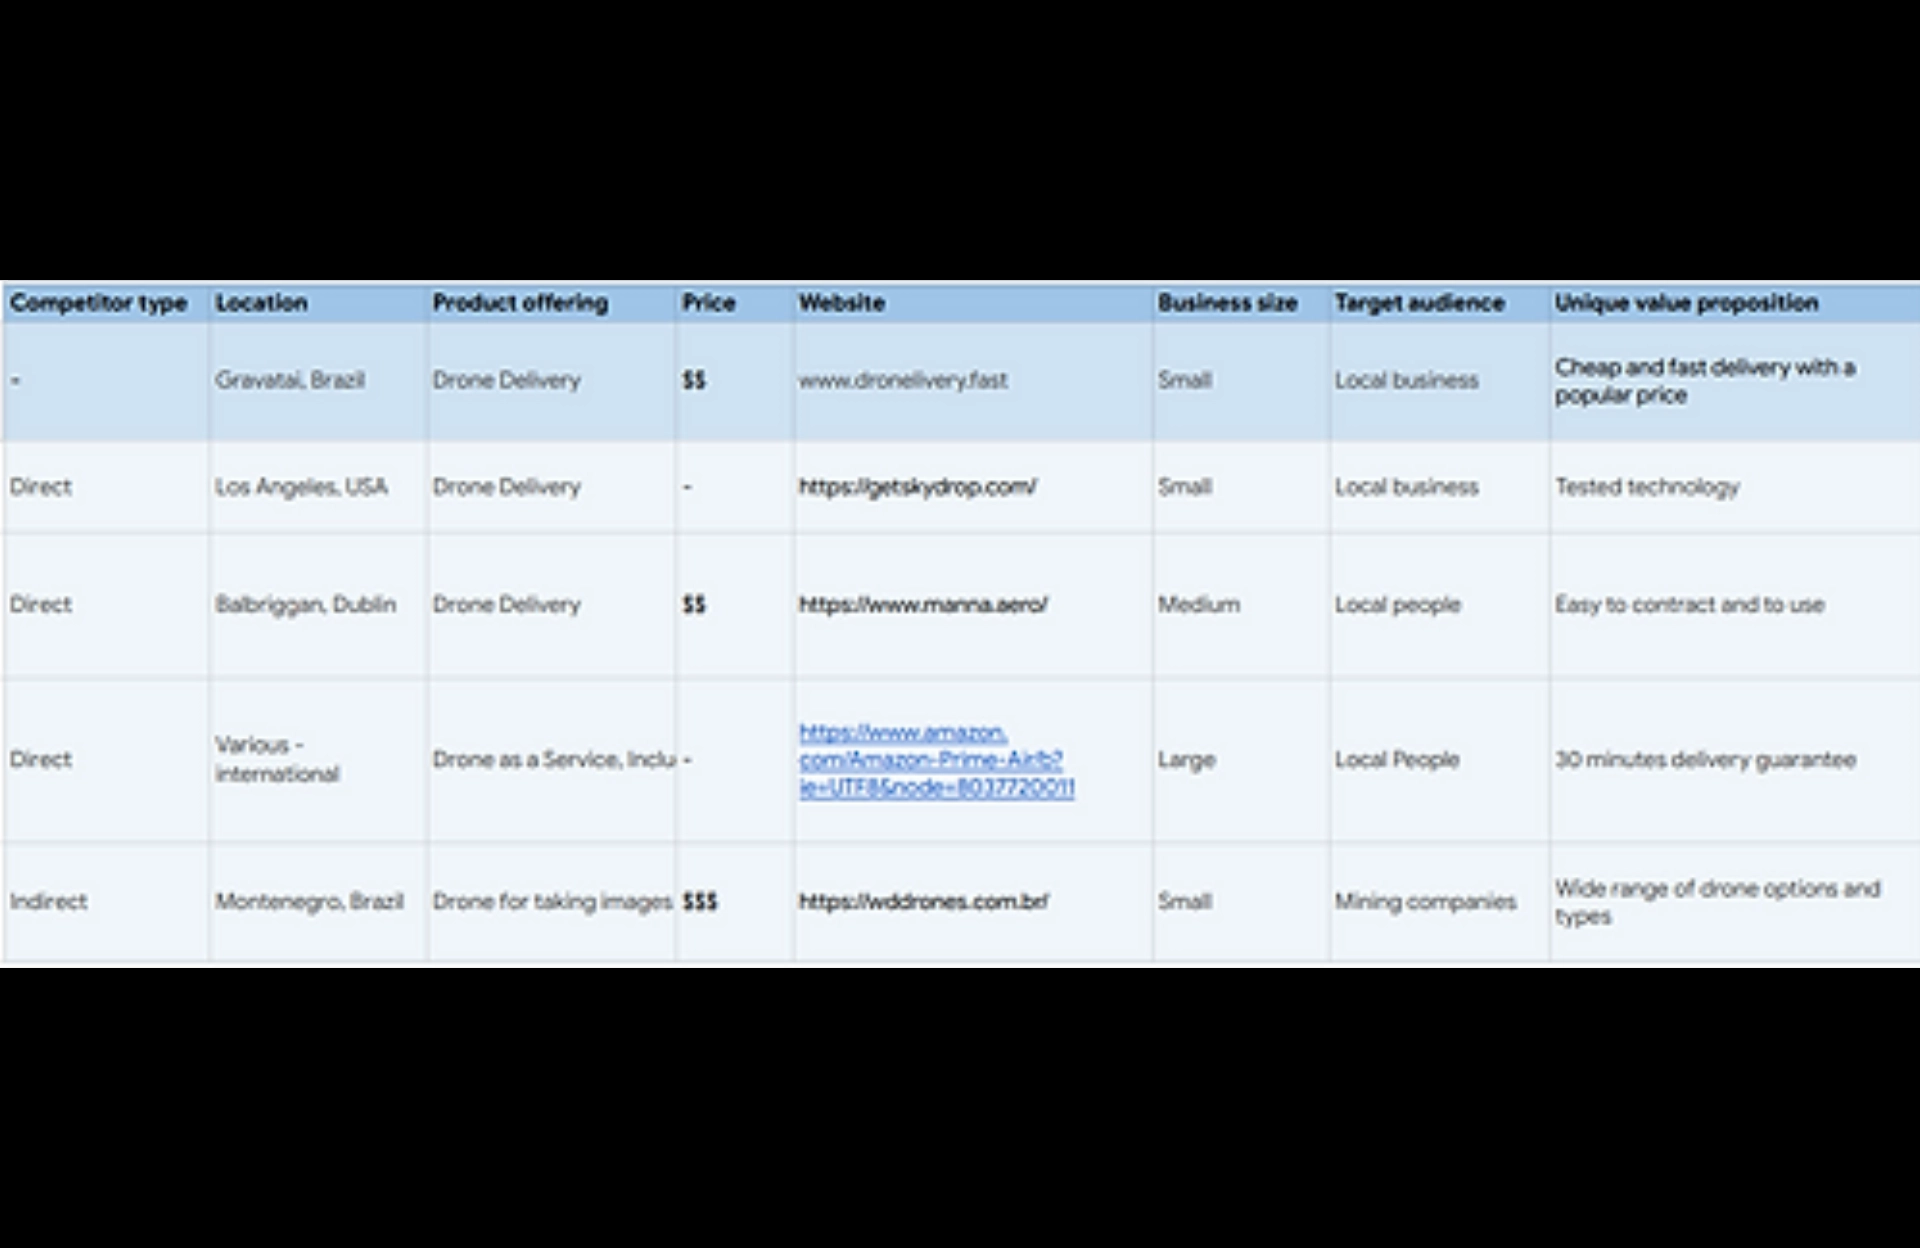 Competitor type Location Product offering Price Website Business size Target audience Unique value proposition
- Gravatai, Brazil Drone Delivery $$ www.dronelivery.fast Small Local business Cheap and fast delivery with a
popular price
Direct Los Angeles, USA Drone Delivery - https://getskydrop.com/ Small Local business Tested technology
Direct Balbriggan, Dublin Drone Delivery $$ https://www.manna.aero/ Medium Local people Easy to contract and to use
Direct Various -
international Drone as a Service, Inclu - https://www.amazon.
com/Amazon-Prime-Air/b?
ie=UTF8&node=8037720011 Large Local People 30 minutes delivery guarantee
Indirect Montenegro, Brazil Drone for taking images $$$ https://wddrones.com.br/ Small Mining companies Wide range of drone options and
types